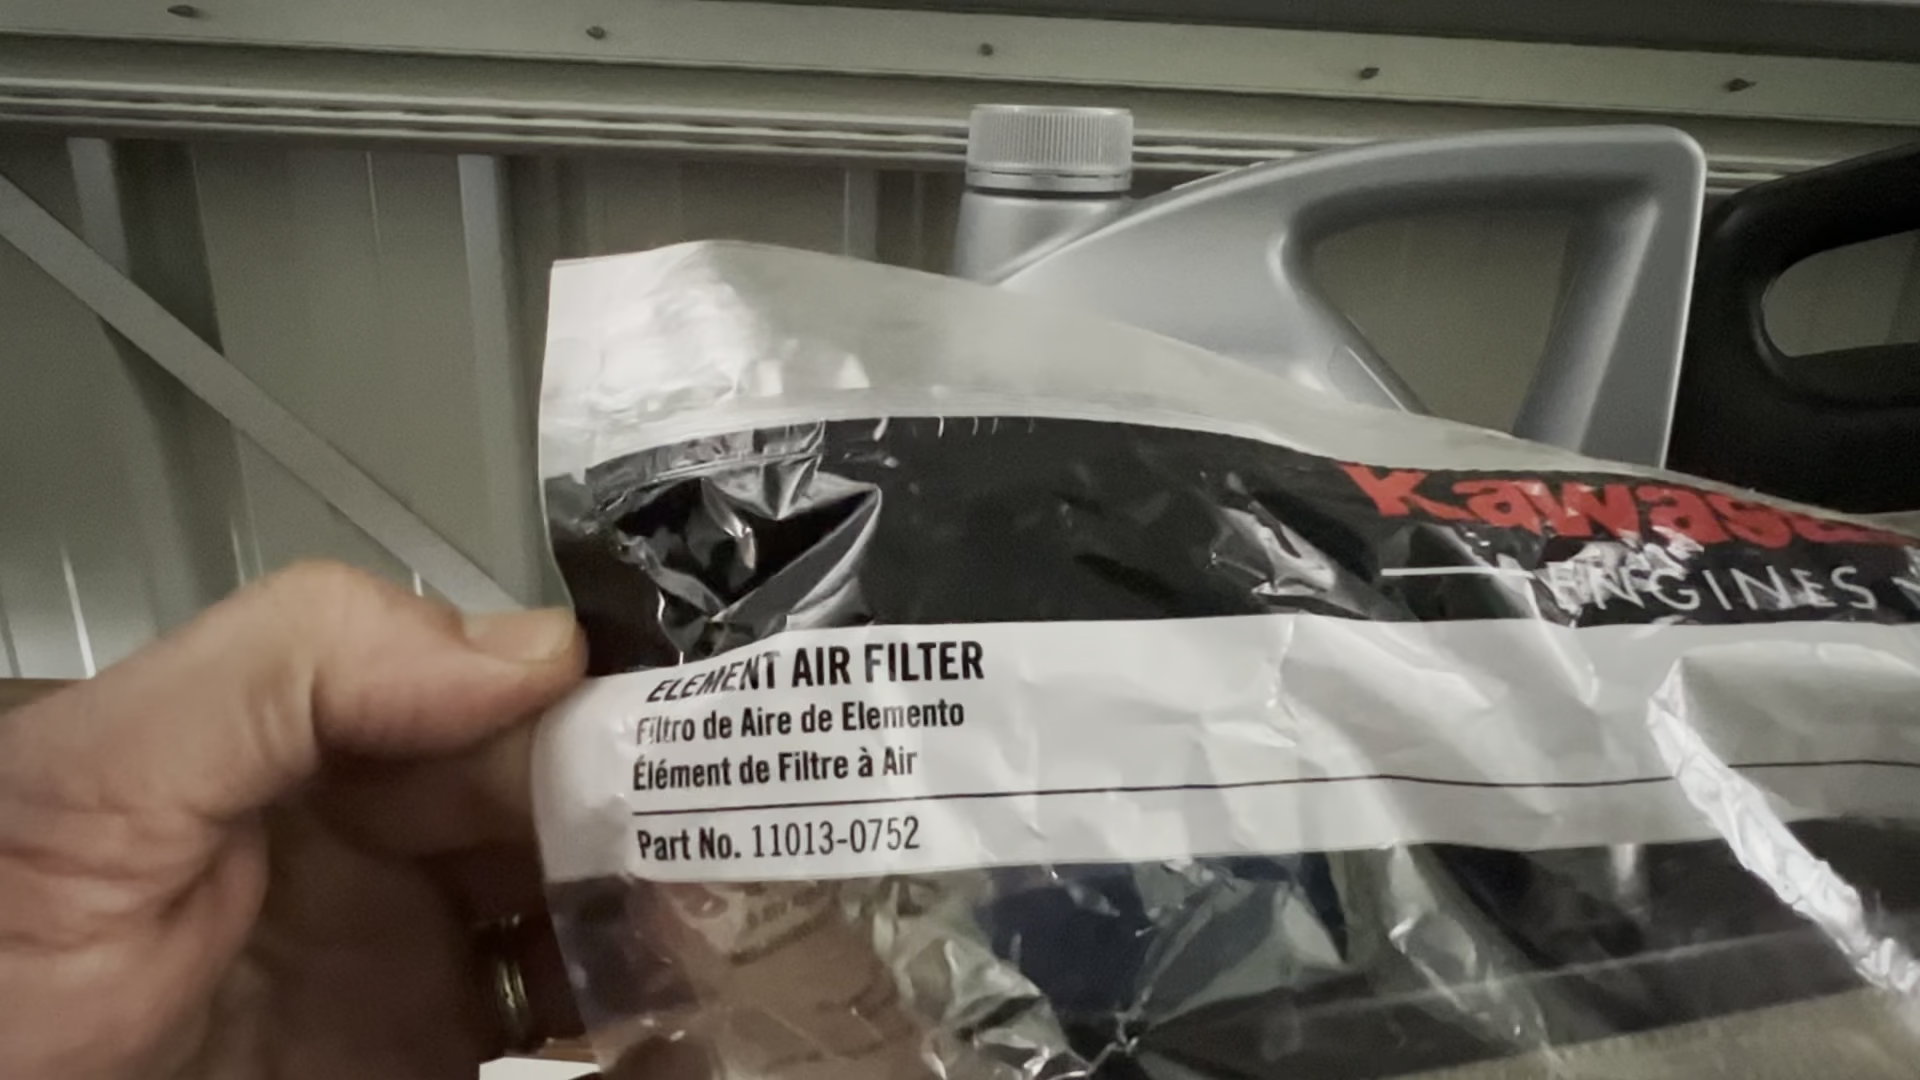 Kawas
ENGINES
ELEMENT AIR FILTER
Filtro de Aire de Elemento
Élément de Filtre à Air
Part No. 11013-0752